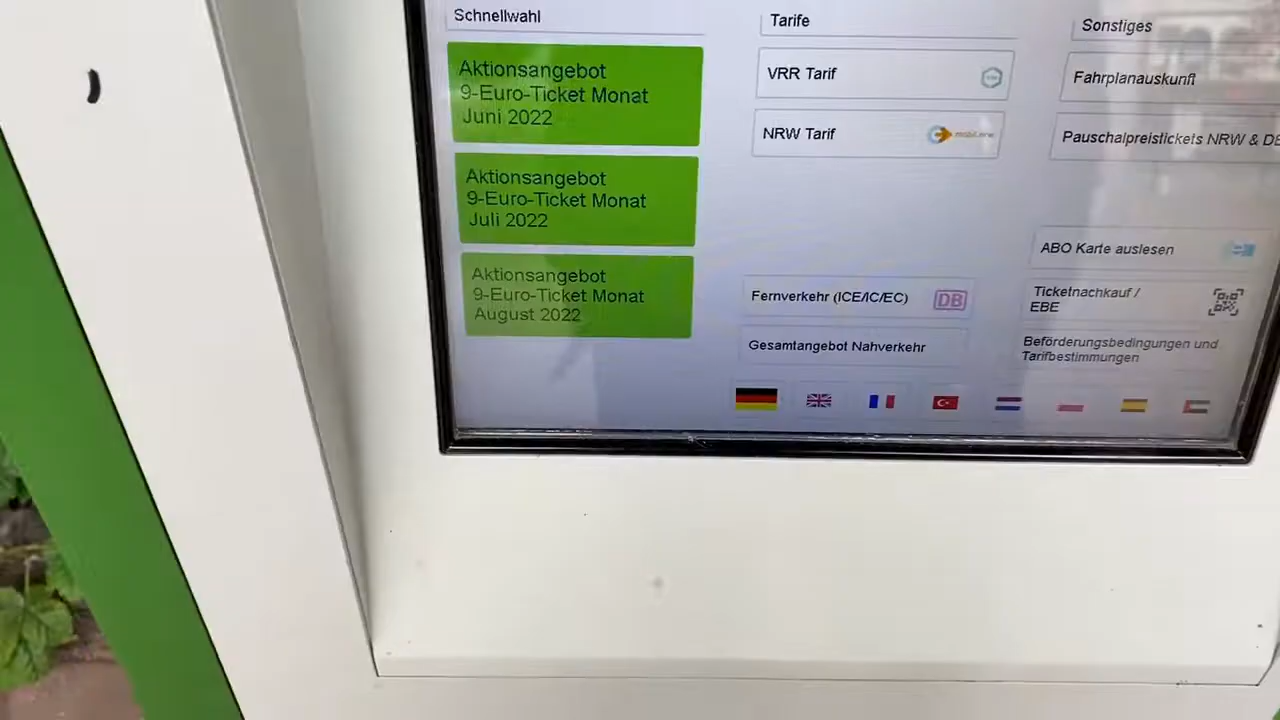 Schnellwahl
Aktionsangebot
9-Euro-Ticket Monat
Juni 2022
Aktionsangebot
9-Euro-Ticket Monat
Juli 2022
Aktionsangebot
9-Euro-Ticket Monat
August 2022
Tarife
VRR Tarif
NRW Tarif
mobil.nrw
Fernverkehr (ICE/IC/EC)
DB
Gesamtangebot Nahverkehr
Sonstiges
Fahrplanauskunft
Pauschalpreistickets NRW & DB
ABO Karte auslesen
Ticketnachkauf /
EBE
Beförderungsbedingungen und
Tarifbestimmungen